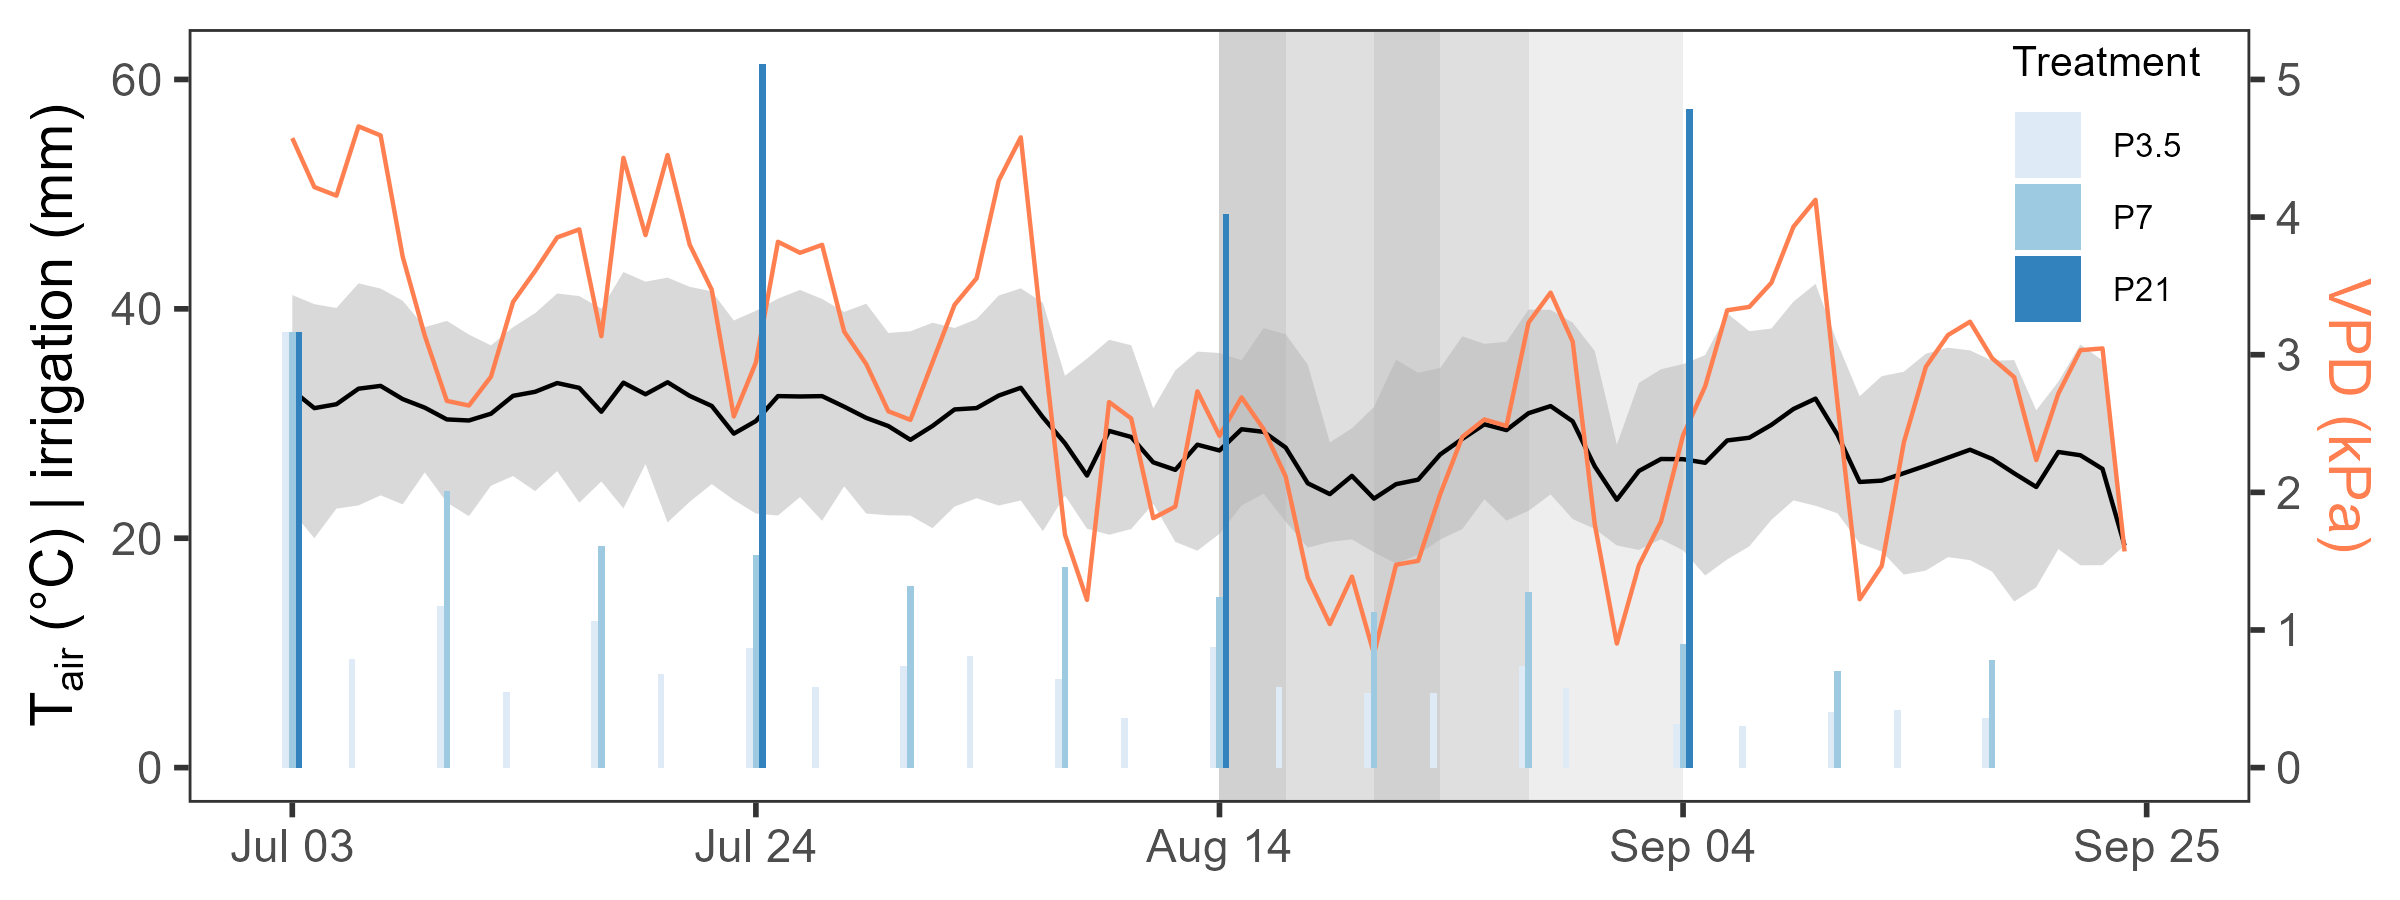 Tair (°C) | irrigation (mm)
60
40
20
0
Jul 03
Jul 24
Aug 14
Sep 04
Sep 25
Treatment
P3.5
P7
P21
5
4
3
2
1
0
VPD (kPa)